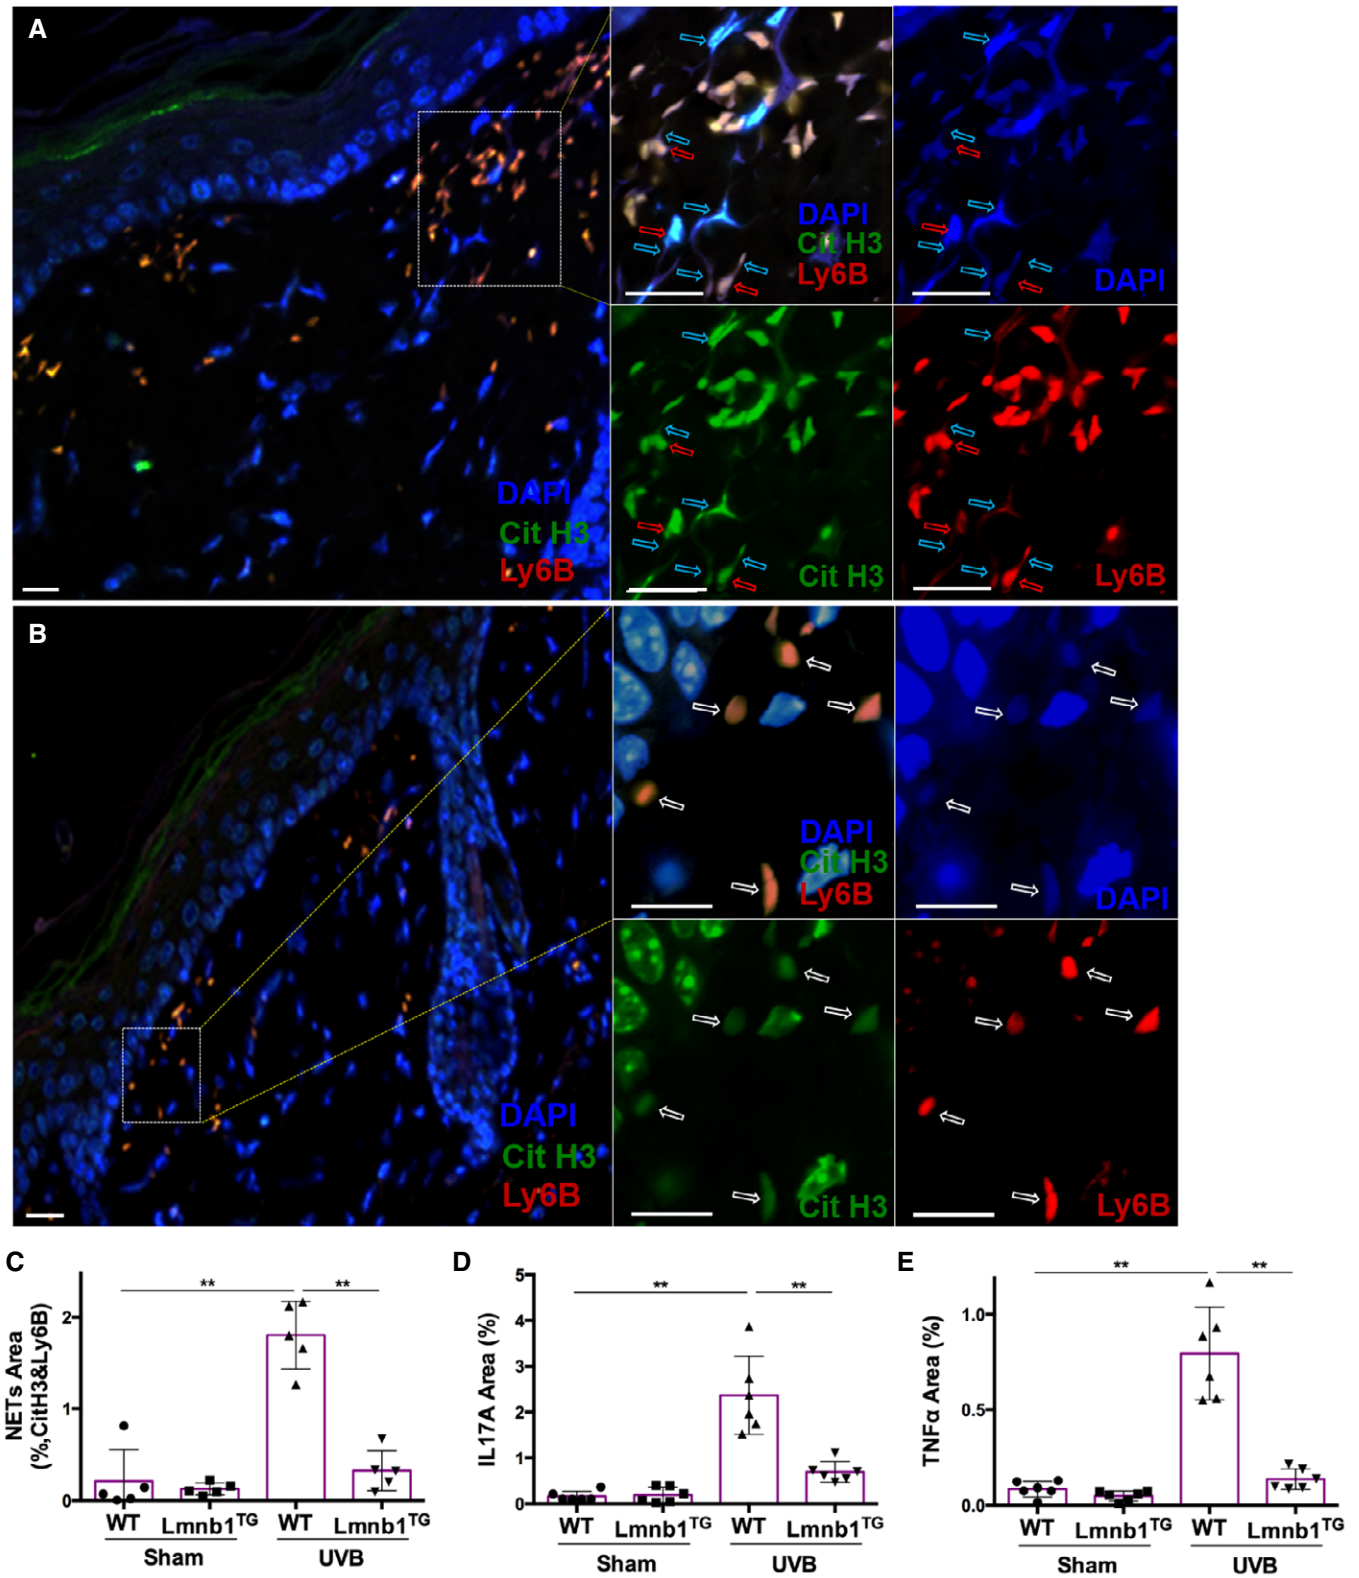 A
DAPI
Cit H3
Ly6B
DAPI
Cit H3
Ly6B
DAPI
Cit H3
Ly6B
B
DAPI
Cit H3
Ly6B
DAPI
Cit H3
Ly6B
DAPI
Cit H3
Ly6B
C
NETs Area
(%,CitH3&Ly6B)
2
1
0
**
**
WT
Lmnb1TG
WT
Lmnb1TG
Sham
UVB
D
IL17A Area (%)
5
4
3
2
1
0
**
**
WT
Lmnb1TG
WT
Lmnb1TG
Sham
UVB
E
TNFα Area (%)
1.0
0.5
0.0
**
**
WT
Lmnb1TG
WT
Lmnb1TG
Sham
UVB